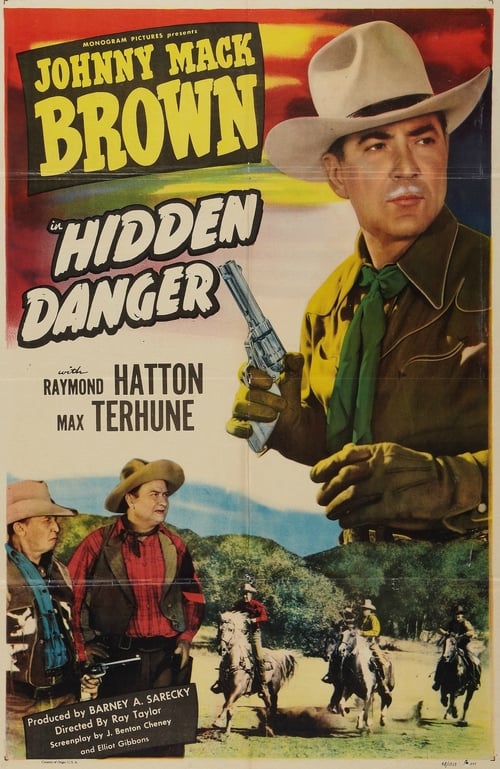 MONOGRAM PICTURES presents
JOHNNY MACK
BROWN
in HIDDEN
DANGER
with
RAYMOND HATTON
MAX TERHUNE
Produced by BARNEY A. SARECKY
Directed By Ray Taylor
Screenplay by J. Benton Cheney
and Elliot Gibbons